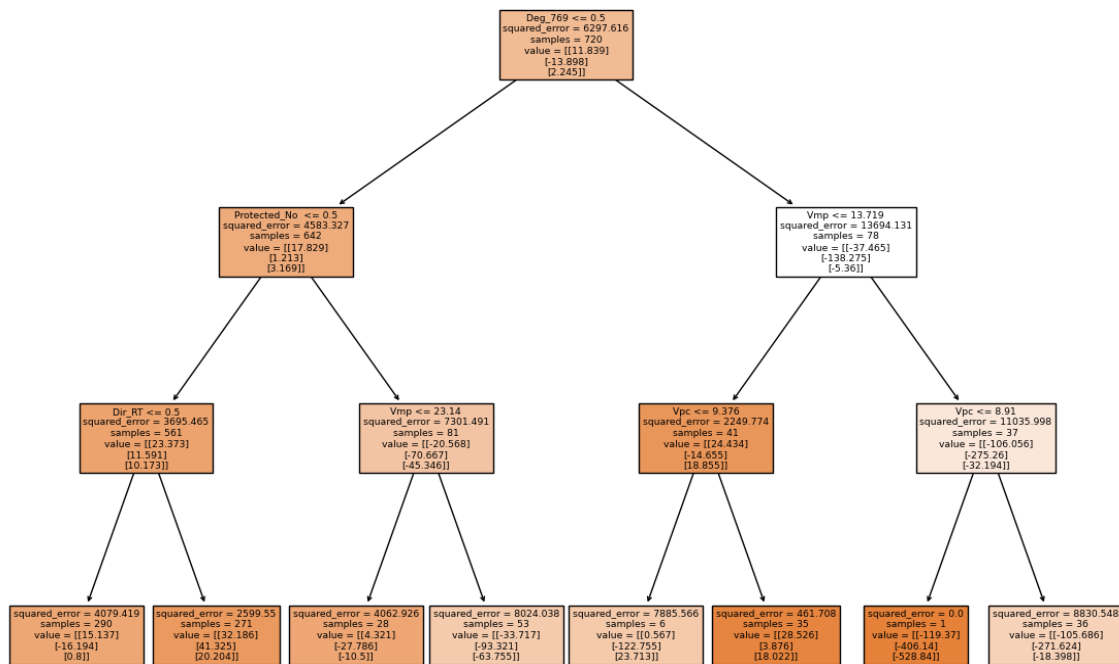 Deg_769 <= 0.5
squared_error = 6297.616
samples = 720
value = [[11.839]
[-13.898]
[2.245]]
Protected_No  <= 0.5
squared_error = 4583.327
samples = 642
value = [[17.829]
[1.213]
[3.169]]
Vmp <= 13.719
squared_error = 13694.131
samples = 78
value = [[-37.465]
[-138.275]
[-5.36]]
Dir_RT <= 0.5
squared_error = 3695.465
samples = 561
value = [[23.373]
[11.591]
[10.173]]
Vmp <= 23.14
squared_error = 7301.491
samples = 81
value = [[-20.568]
[-70.667]
[-45.346]]
Vpc <= 9.376
squared_error = 2249.774
samples = 41
value = [[24.434]
[-14.655]
[18.855]]
Vpc <= 8.91
squared_error = 11035.998
samples = 37
value = [[-106.056]
[-275.26]
[-32.194]]
squared_error = 4079.419
samples = 290
value = [[15.137]
[-16.194]
[0.8]]
squared_error = 2599.55
samples = 271
value = [[32.186]
[41.325]
[20.204]]
squared_error = 4062.926
samples = 28
value = [[4.321]
[-27.786]
[-10.5]]
squared_error = 8024.038
samples = 53
value = [[-33.717]
[-93.321]
[-63.755]]
squared_error = 7885.566
samples = 6
value = [[0.567]
[-122.755]
[23.713]]
squared_error = 461.708
samples = 35
value = [[28.526]
[3.876]
[18.022]]
squared_error = 0.0
samples = 1
value = [[-119.37]
[-406.14]
[-528.84]]
squared_error = 8830.548
samples = 36
value = [[-105.686]
[-271.624]
[-18.398]]